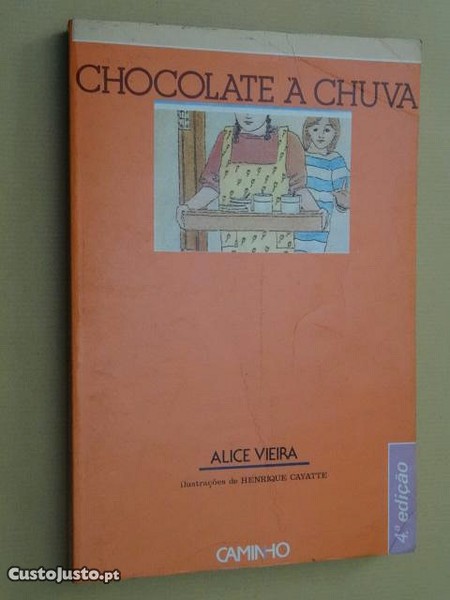 CHOCOLATE À CHUVA
ALICE VIEIRA
ilustrações de HENRIQUE CAYATTE
4.ª edição
CAMINHO
CustoJusto.pt